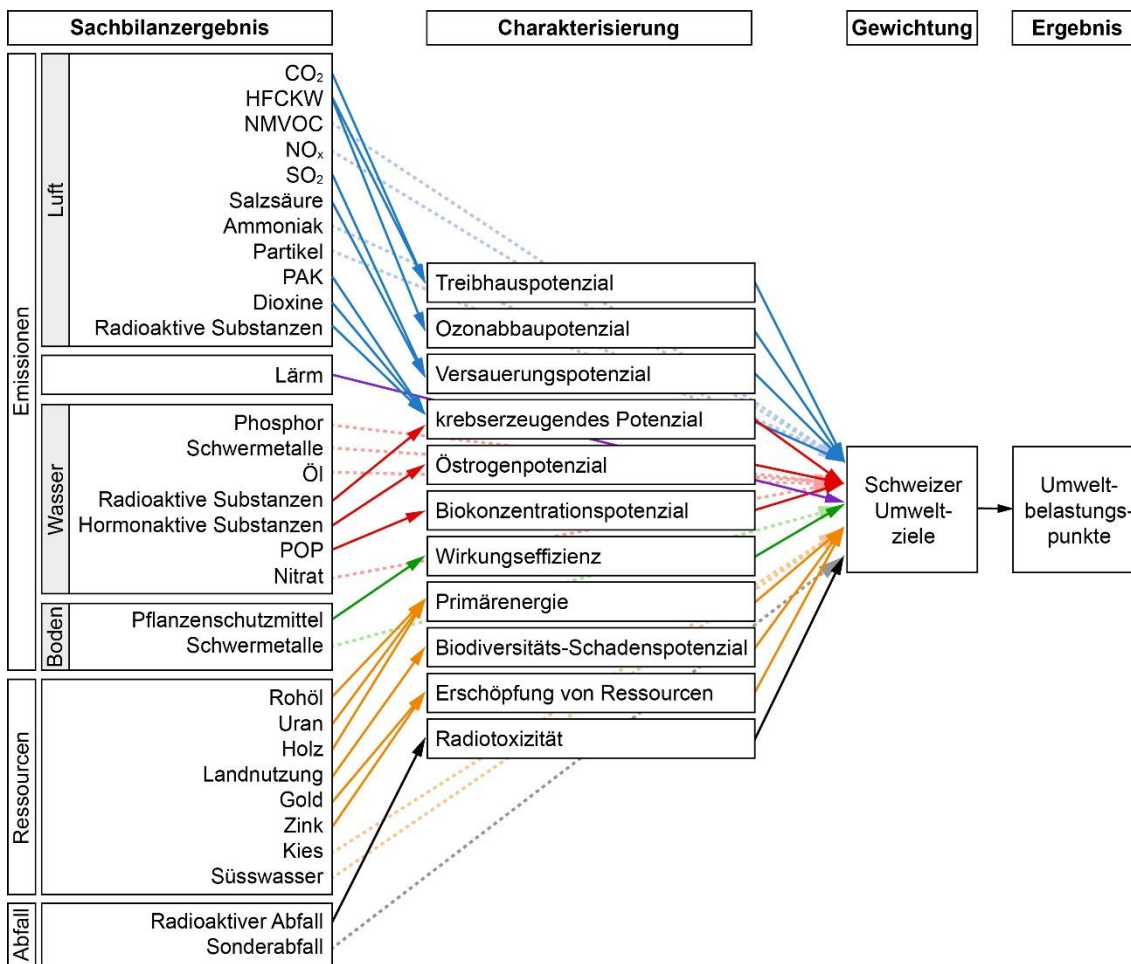 Sachbilanzergebnis
Charakterisierung
Gewichtung
Ergebnis
Emissionen
Luft
CO₂
HFCKW
NMVOC
NOₓ
SO₂
Salzsäure
Ammoniak
Partikel
PAK
Dioxine
Radioaktive Substanzen
Lärm
Wasser
Phosphor
Schwermetalle
Öl
Radioaktive Substanzen
Hormonaktive Substanzen
POP
Nitrat
Boden
Pflanzenschutzmittel
Schwermetalle
Ressourcen
Rohöl
Uran
Holz
Landnutzung
Gold
Zink
Kies
Süsswasser
Abfall
Radioaktiver Abfall
Sonderabfall
Treibhauspotenzial
Ozonabbaupotenzial
Versauerungspotenzial
krebserzeugendes Potenzial
Östrogenpotenzial
Biokonzentrationspotenzial
Wirkungseffizienz
Primärenergie
Biodiversitäts-Schadenspotenzial
Erschöpfung von Ressourcen
Radiotoxizität
Schweizer
Umwelt-
ziele
Umwelt-
belastungs-
punkte